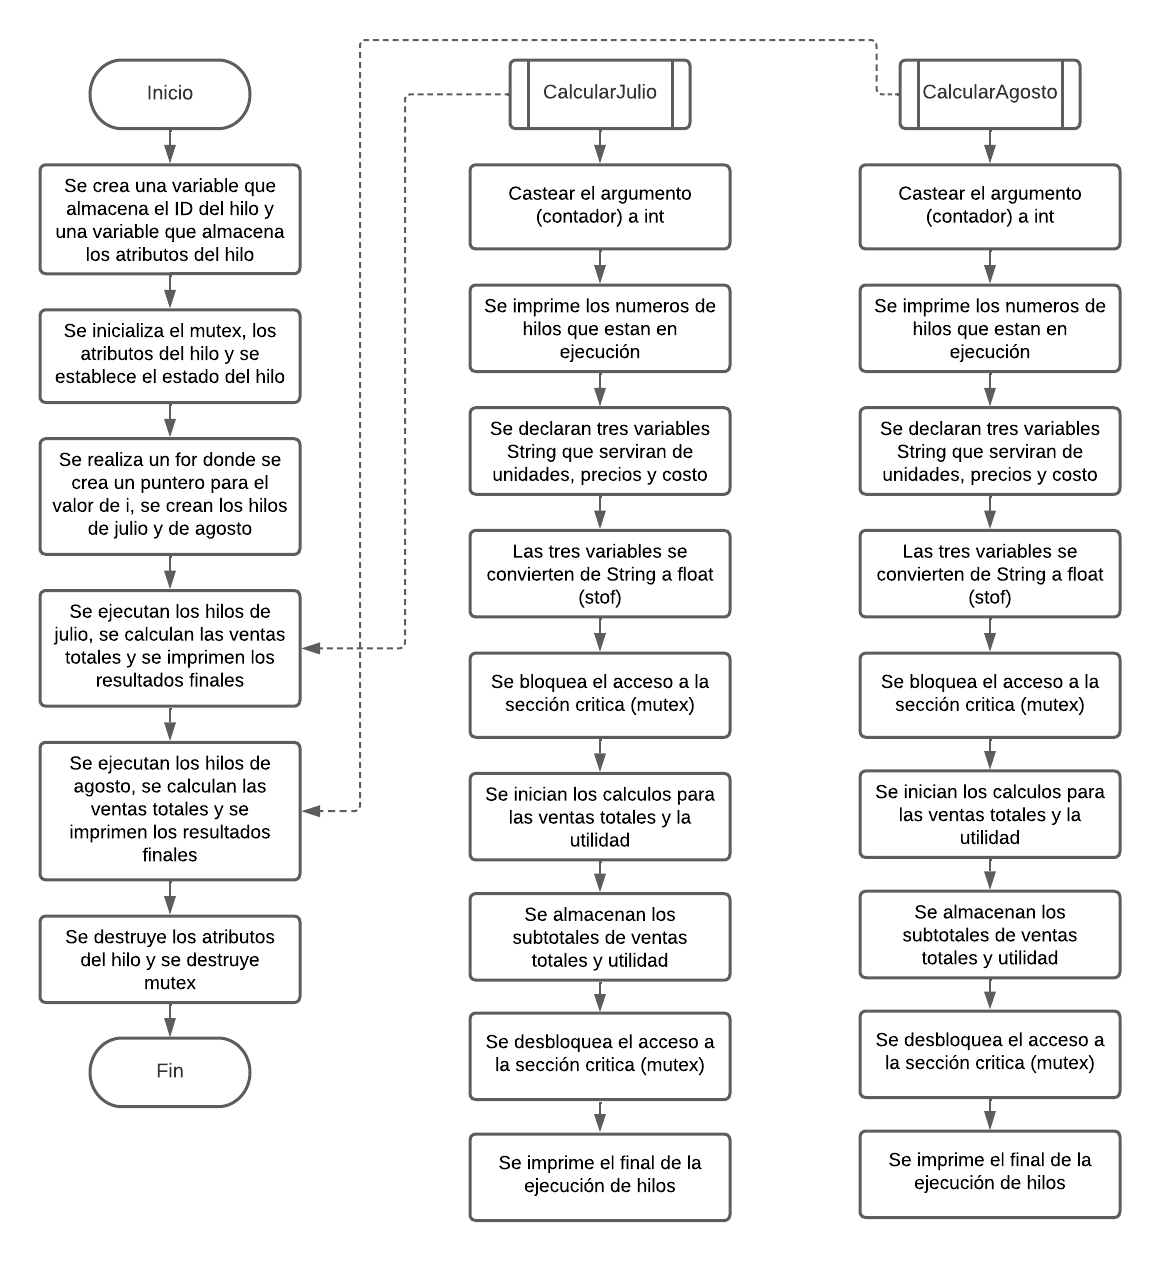 Inicio
Se crea una variable que
almacena el ID del hilo y
una variable que almacena
los atributos del hilo
Se inicializa el mutex, los
atributos del hilo y se
establece el estado del hilo
Se realiza un for donde se
crea un puntero para el
valor de i, se crean los hilos
de julio y de agosto
Se ejecutan los hilos de
julio, se calculan las ventas
totales y se imprimen los
resultados finales
Se ejecutan los hilos de
agosto, se calculan las
ventas totales y se
imprimen los resultados
finales
Se destruye los atributos
del hilo y se destruye
mutex
Fin
CalcularJulio
Castear el argumento
(contador) a int
Se imprime los numeros de
hilos que estan en
ejecución
Se declaran tres variables
String que serviran de
unidades, precios y costo
Las tres variables se
convierten de String a float
(stof)
Se bloquea el acceso a la
sección critica (mutex)
Se inician los calculos para
las ventas totales y la
utilidad
Se almacenan los
subtotales de ventas
totales y utilidad
Se desbloquea el acceso a
la sección critica (mutex)
Se imprime el final de la
ejecución de hilos
CalcularAgosto
Castear el argumento
(contador) a int
Se imprime los numeros de
hilos que estan en
ejecución
Se declaran tres variables
String que serviran de
unidades, precios y costo
Las tres variables se
convierten de String a float
(stof)
Se bloquea el acceso a la
sección critica (mutex)
Se inician los calculos para
las ventas totales y la
utilidad
Se almacenan los
subtotales de ventas
totales y utilidad
Se desbloquea el acceso a
la sección critica (mutex)
Se imprime el final de la
ejecución de hilos